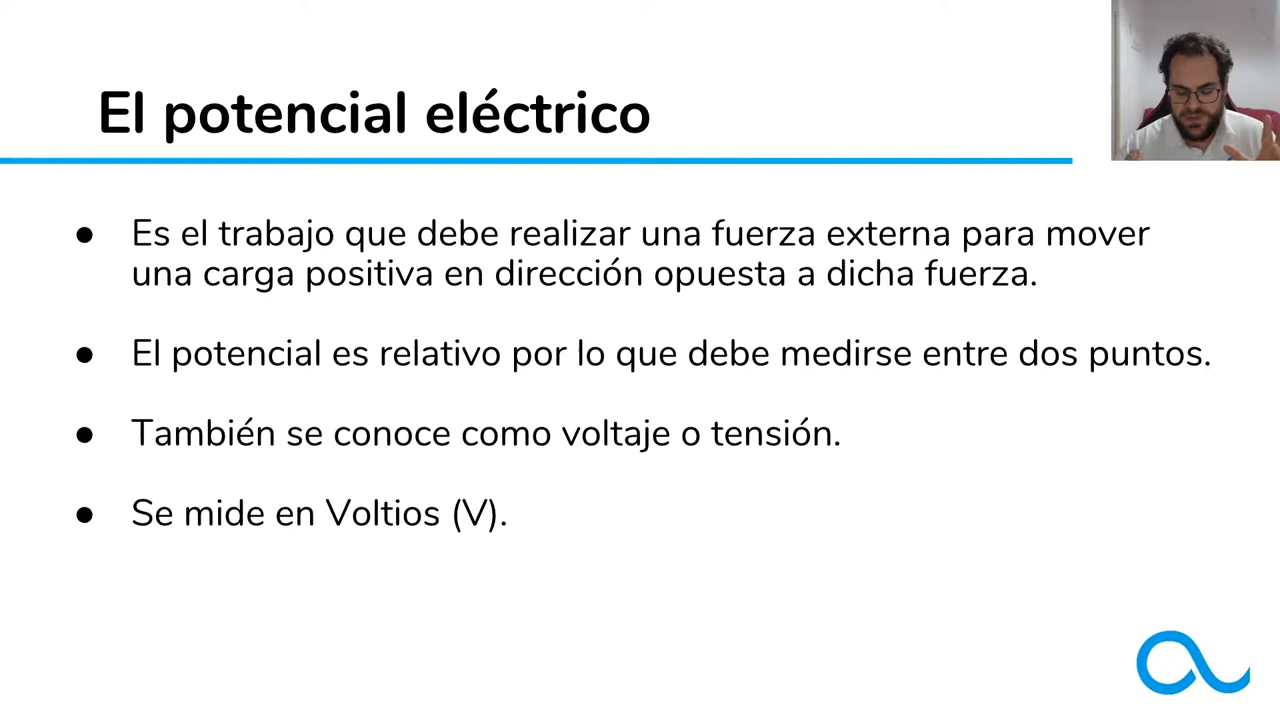 El potencial eléctrico
● Es el trabajo que debe realizar una fuerza externa para mover
una carga positiva en dirección opuesta a dicha fuerza.
● El potencial es relativo por lo que debe medirse entre dos puntos.
● También se conoce como voltaje o tensión.
● Se mide en Voltios (V).